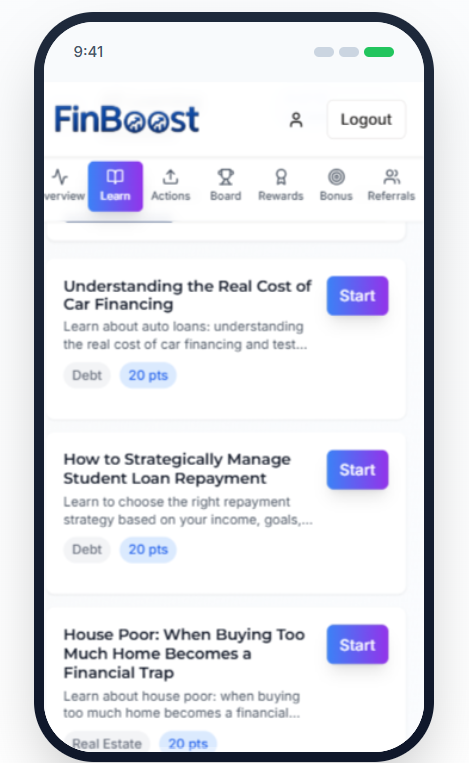 9:41
FinBoost
Logout
verview
Learn
Actions
Board
Rewards
Bonus
Referrals
Understanding the Real Cost of
Car Financing
Start
Learn about auto loans: understanding
the real cost of car financing and test...
Debt
20 pts
How to Strategically Manage
Student Loan Repayment
Start
Learn to choose the right repayment
strategy based on your income, goals,...
Debt
20 pts
House Poor: When Buying Too
Much Home Becomes a
Financial Trap
Start
Learn about house poor: when buying
too much home becomes a financial...
Real Estate
20 pts